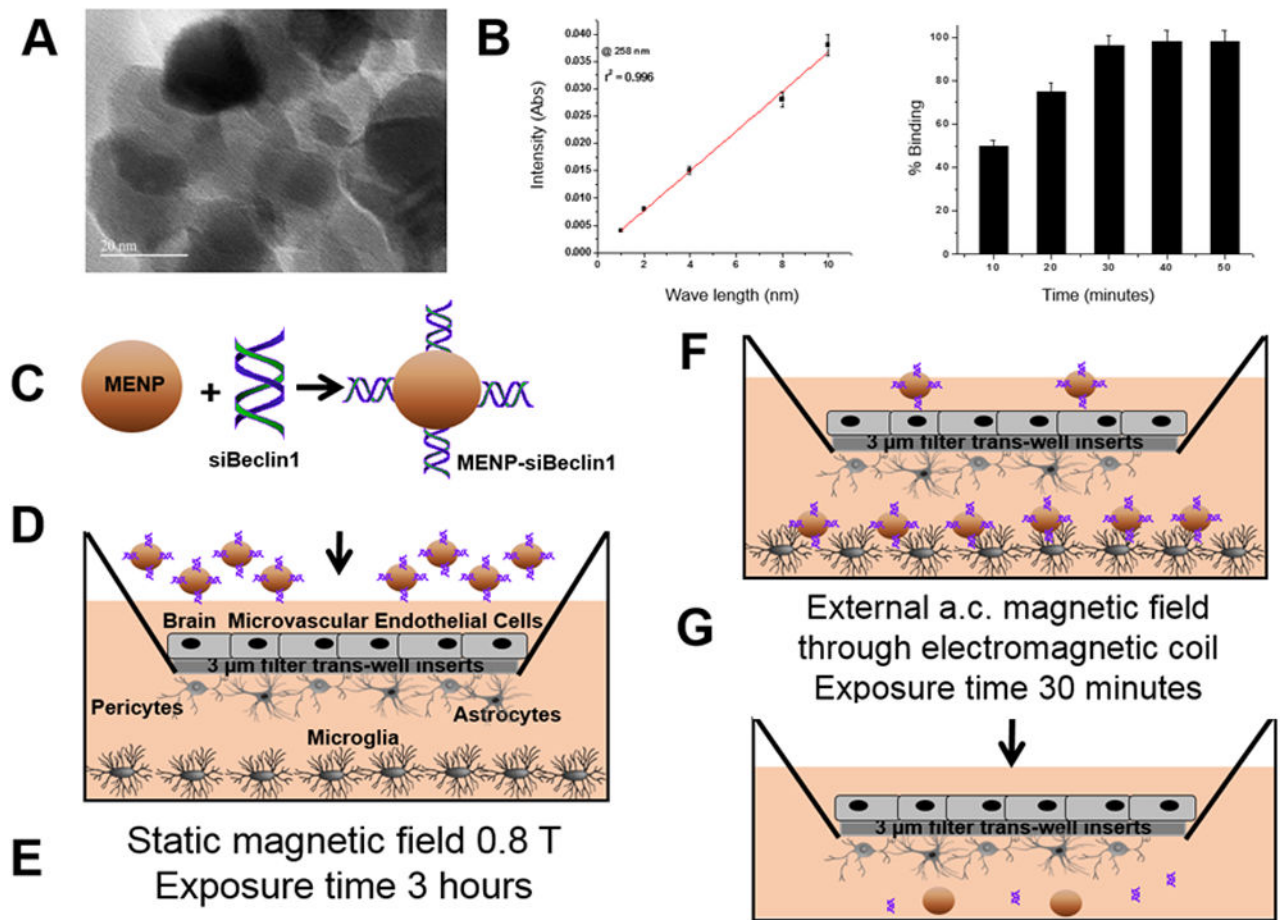 A
20 nm
B
@ 258 nm
r² = 0.996
0.040
0.035
0.030
0.025
0.020
0.015
0.010
0.005
0.000
Intensity (Abs)
0 2 4 6 8 10
Wave length (nm)
100
80
60
40
20
0
% Binding
10 20 30 40 50
Time (minutes)
C
MENP
+
siBeclin1
MENP-siBeclin1
D
Brain Microvascular Endothelial Cells
3 µm filter trans-well inserts
Pericytes
Astrocytes
Microglia
E
Static magnetic field 0.8 T
Exposure time 3 hours
F
3 µm filter trans-well inserts
G
External a.c. magnetic field
through electromagnetic coil
Exposure time 30 minutes
3 µm filter trans-well inserts